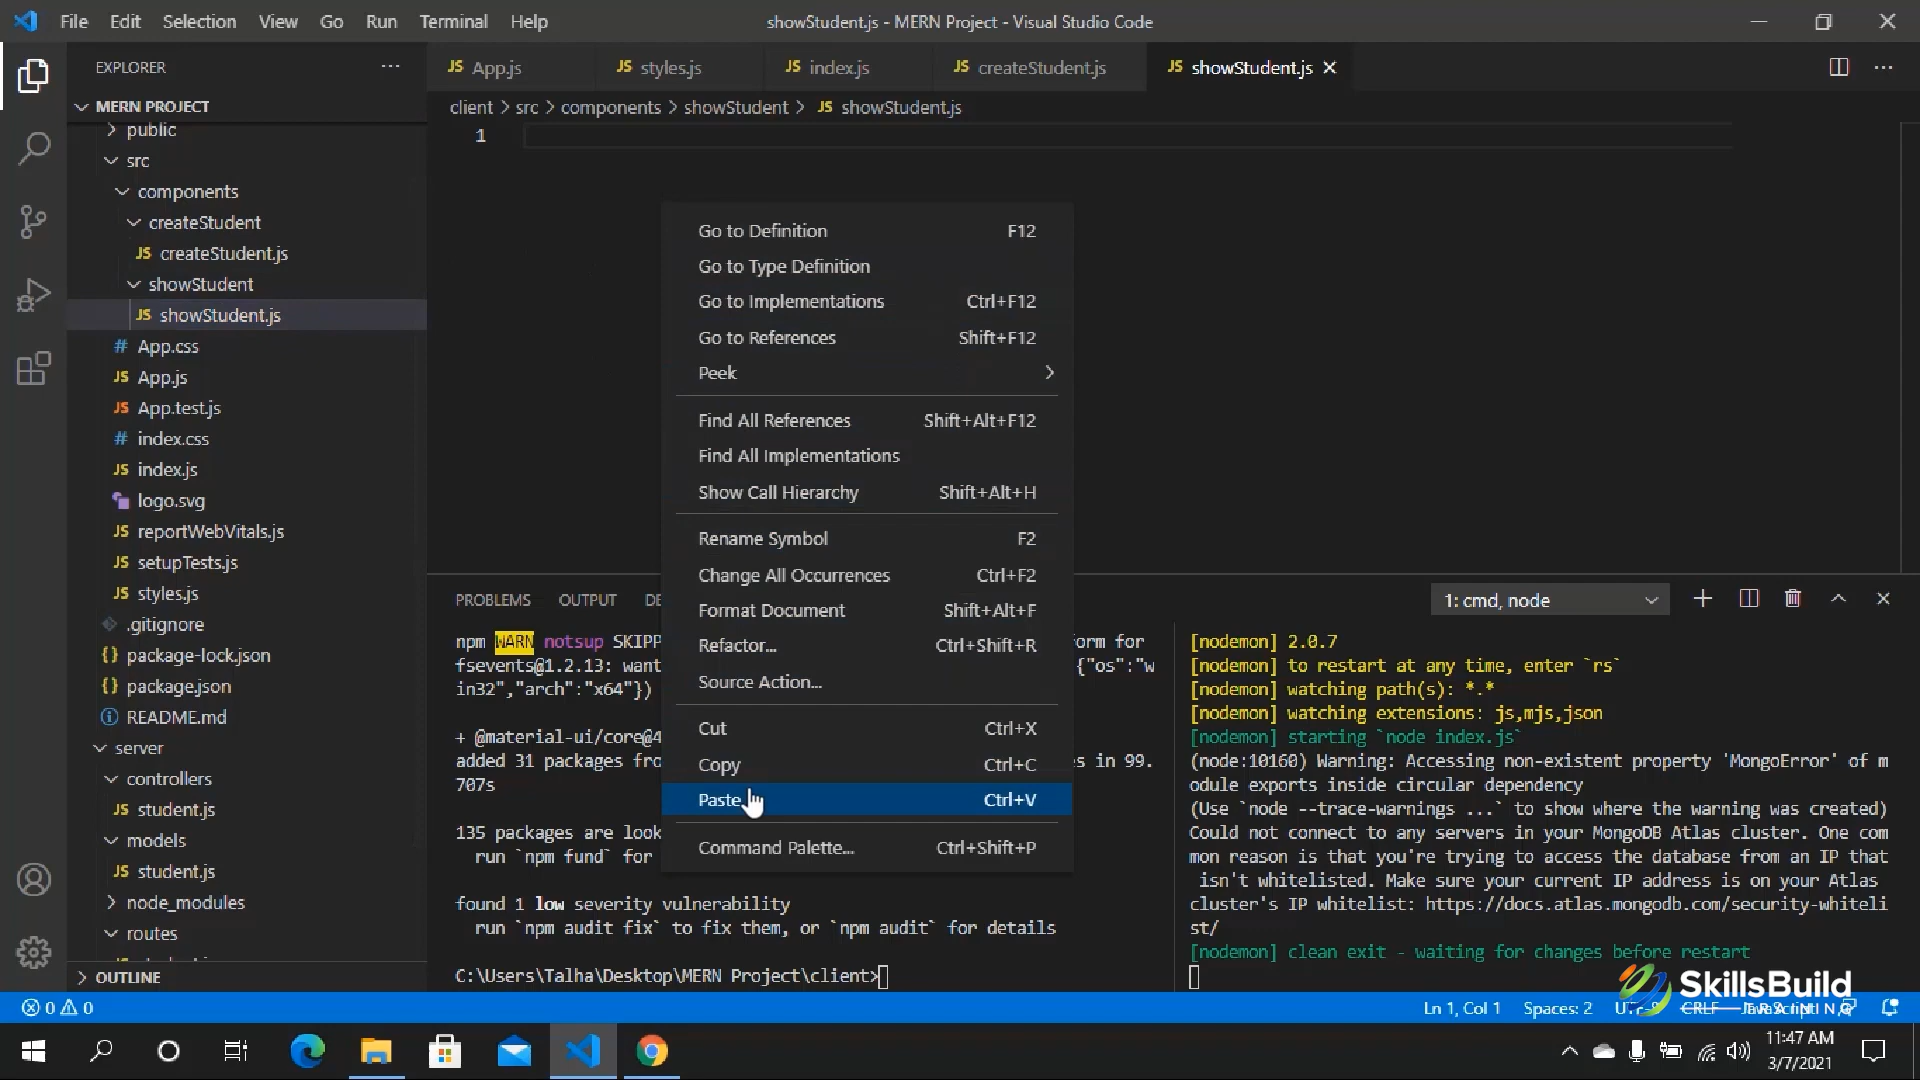 File Edit Selection View Go Run Terminal Help
showStudent.js - MERN Project - Visual Studio Code
EXPLORER
JS App.js
JS styles.js
JS index.js
JS createStudent.js
JS showStudent.js
MERN PROJECT
client > src > components > showStudent > JS showStudent.js
1
public
src
components
createStudent
JS createStudent.js
showStudent
JS showStudent.js
# App.css
JS App.js
JS App.test.js
# index.css
JS index.js
logo.svg
JS reportWebVitals.js
JS setupTests.js
JS styles.js
.gitignore
{} package-lock.json
{} package.json
README.md
server
controllers
JS student.js
models
JS student.js
node_modules
routes
OUTLINE
Go to Definition F12
Go to Type Definition
Go to Implementations Ctrl+F12
Go to References Shift+F12
Peek
Find All References Shift+Alt+F12
Find All Implementations
Show Call Hierarchy Shift+Alt+H
Rename Symbol F2
Change All Occurrences Ctrl+F2
Format Document Shift+Alt+F
Refactor... Ctrl+Shift+R
Source Action...
Cut Ctrl+X
Copy Ctrl+C
Paste Ctrl+V
Command Palette... Ctrl+Shift+P
PROBLEMS OUTPUT DE
1: cmd, node
npm WARN notsup SKIPP orm for
fsevents@1.2.13: want {"os":"w
in32","arch":"x64"})
+ @material-ui/core@4
added 31 packages fro s in 99.
707s
135 packages are look
run `npm fund` for
found 1 low severity vulnerability
run `npm audit fix` to fix them, or `npm audit` for details
C:\Users\Talha\Desktop\MERN Project\client>
[nodemon] 2.0.7
[nodemon] to restart at any time, enter `rs`
[nodemon] watching path(s): *.*
[nodemon] watching extensions: js,mjs,json
[nodemon] starting `node index.js`
(node:10160) Warning: Accessing non-existent property 'MongoError' of m
odule exports inside circular dependency
(Use `node --trace-warnings ...` to show where the warning was created)
Could not connect to any servers in your MongoDB Atlas cluster. One com
mon reason is that you're trying to access the database from an IP that
isn't whitelisted. Make sure your current IP address is on your Atlas
cluster's IP whitelist: https://docs.atlas.mongodb.com/security-whiteli
st/
[nodemon] clean exit - waiting for changes before restart
SkillsBuild
TRAINING
0 0
Ln 1, Col 1 Spaces: 2 CRLF JavaScript
11:47 AM
3/7/2021